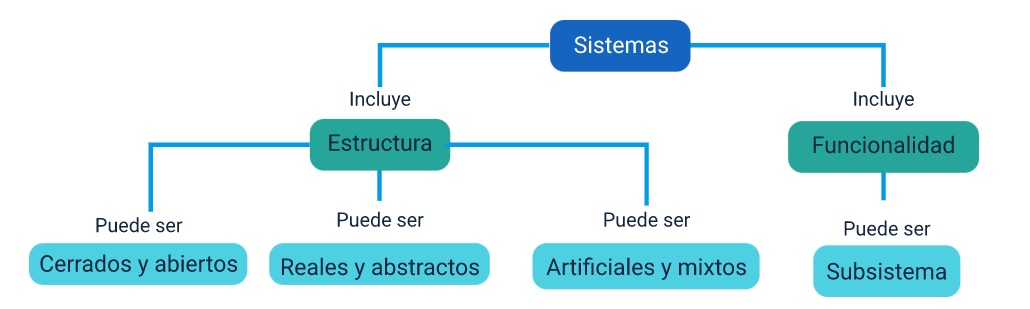 Sistemas
Incluye
Incluye
Estructura
Funcionalidad
Puede ser
Puede ser
Puede ser
Puede ser
Cerrados y abiertos
Reales y abstractos
Artificiales y mixtos
Subsistema